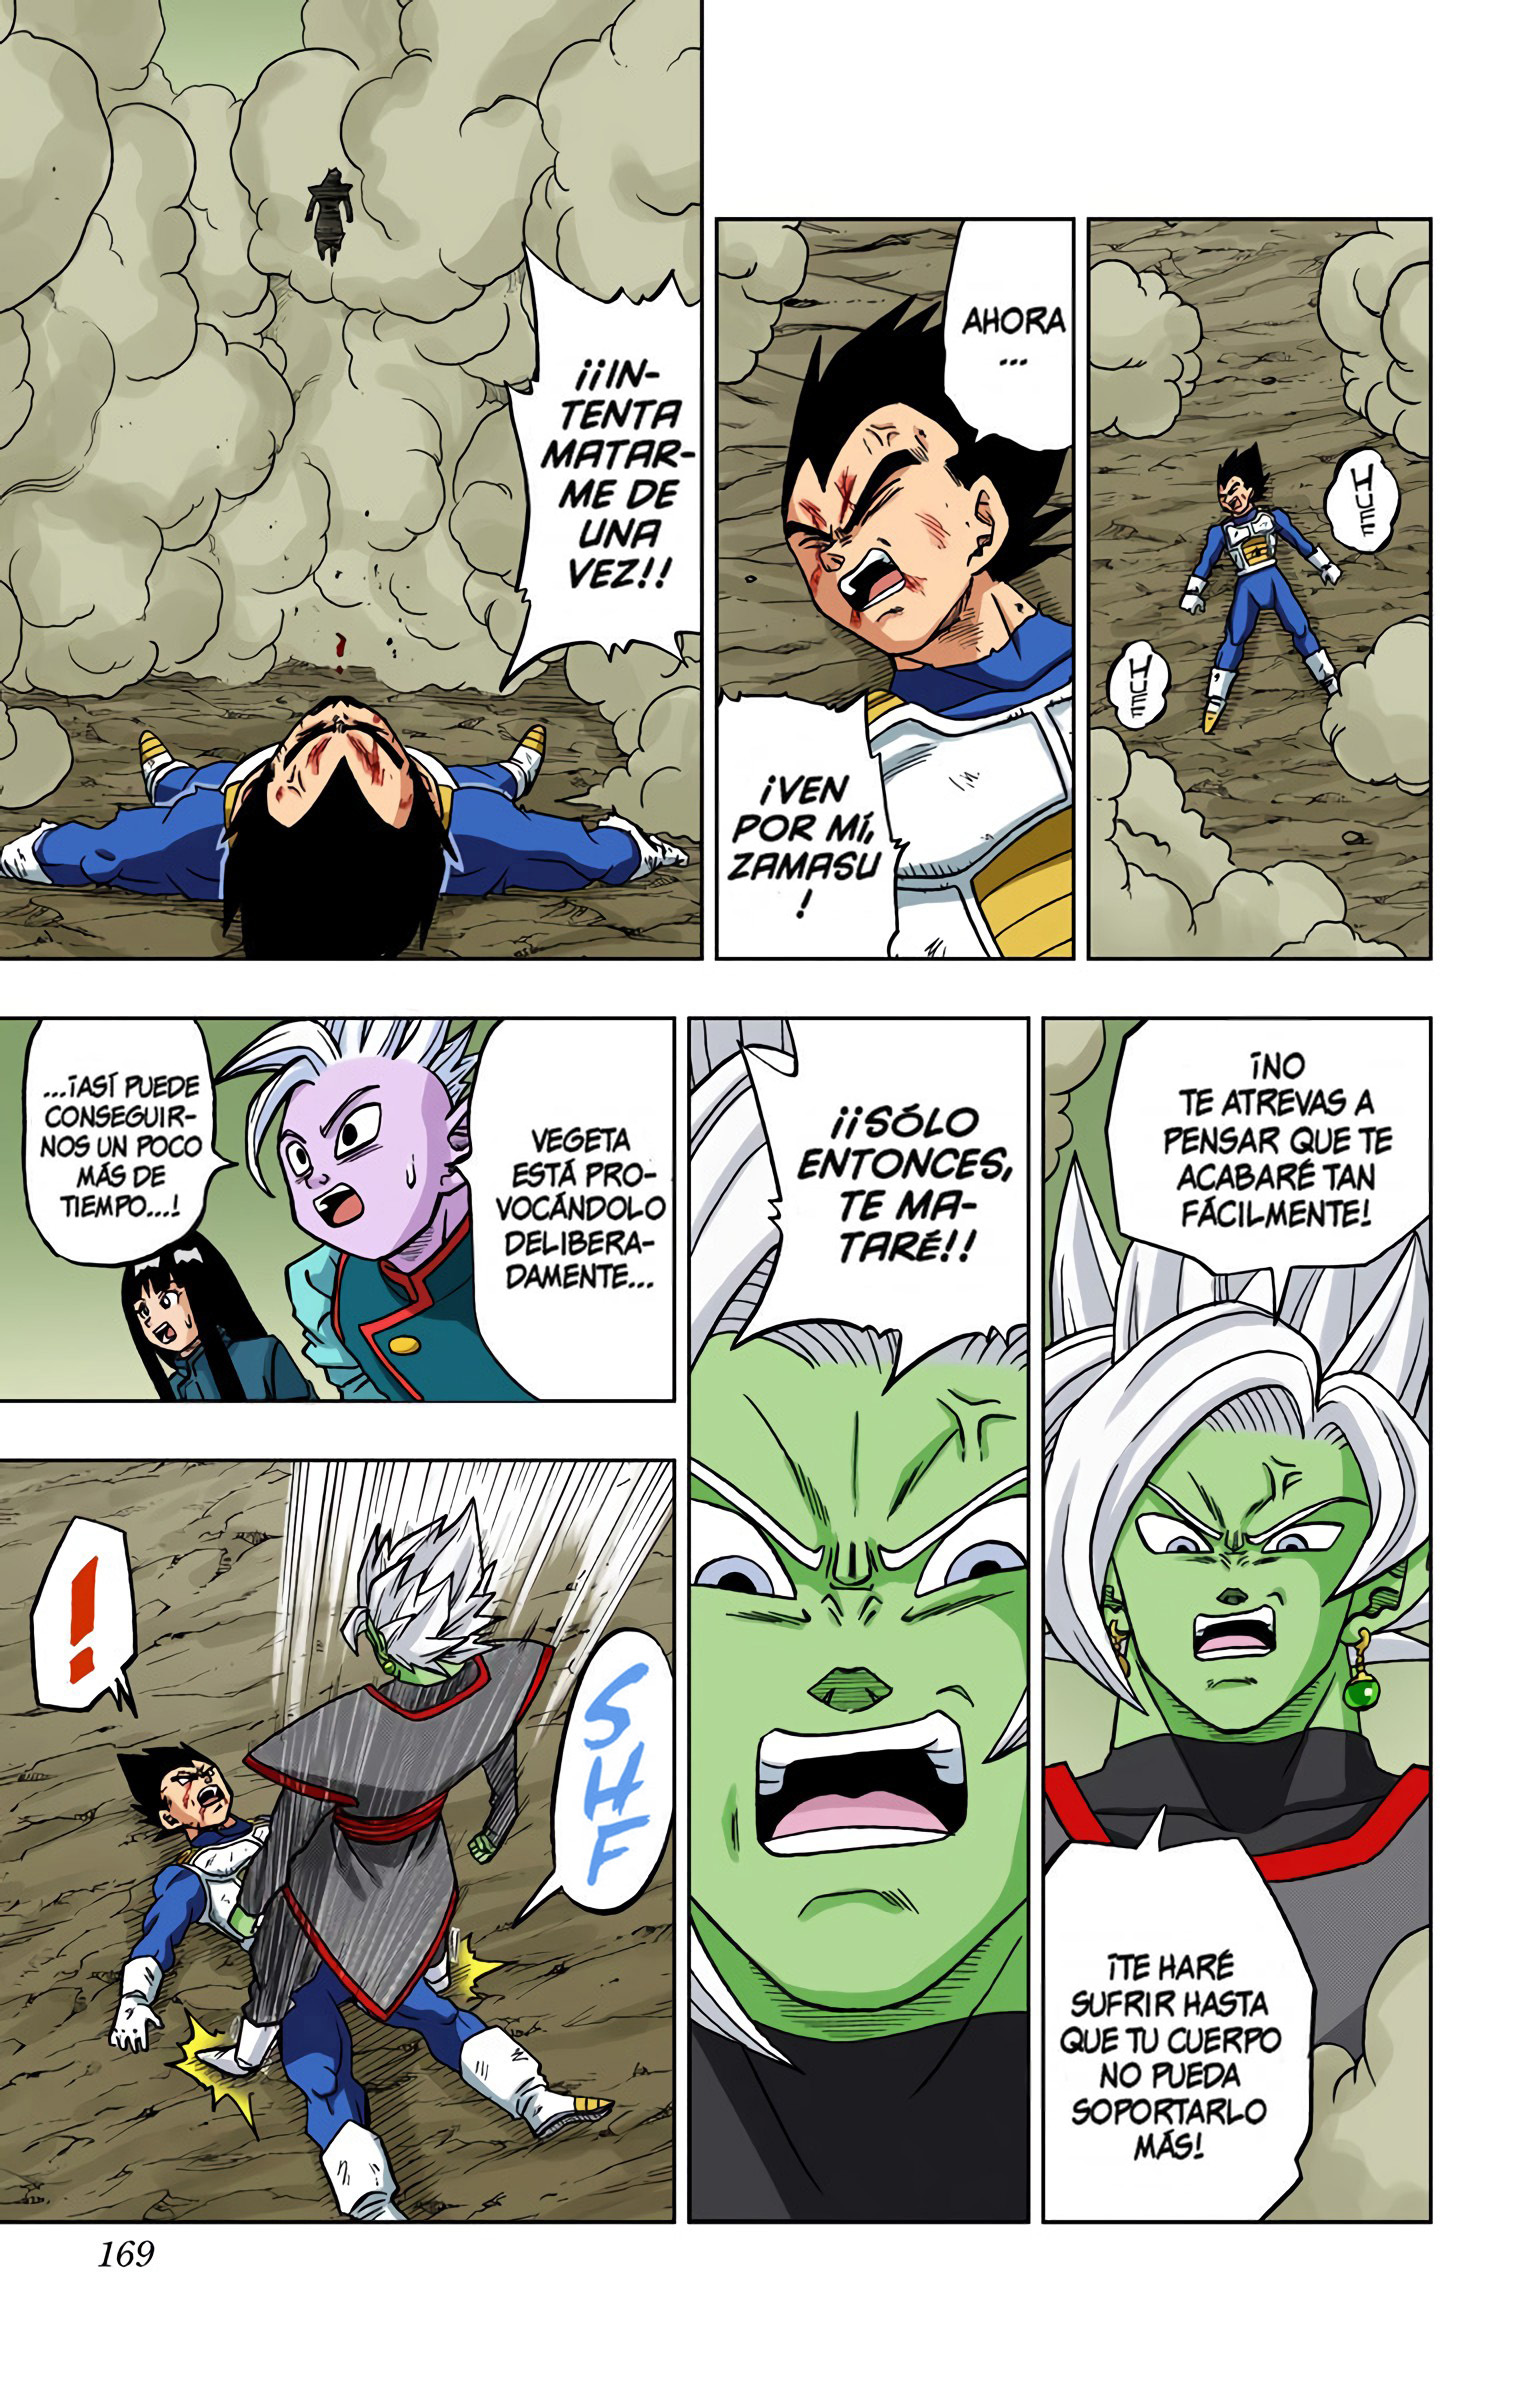 HUFF
HUFF
AHORA
...
¡VEN
POR MÍ,
ZAMASU
!
¡¡IN-
TENTA
MATAR-
ME DE
UNA
VEZ!!
¡NO
TE ATREVAS A
PENSAR QUE TE
ACABARÉ TAN
FÁCILMENTE!
¡TE HARÉ
SUFRIR HASTA
QUE TU CUERPO
NO PUEDA
SOPORTARLO
MÁS!
¡¡SÓLO
ENTONCES,
TE MA-
TARÉ!!
VEGETA
ESTÁ PRO-
VOCÁNDOLO
DELIBERA-
DAMENTE...
...¡ASÍ PUEDE
CONSEGUIR-
NOS UN POCO
MÁS DE
TIEMPO...!
SHF
!
169